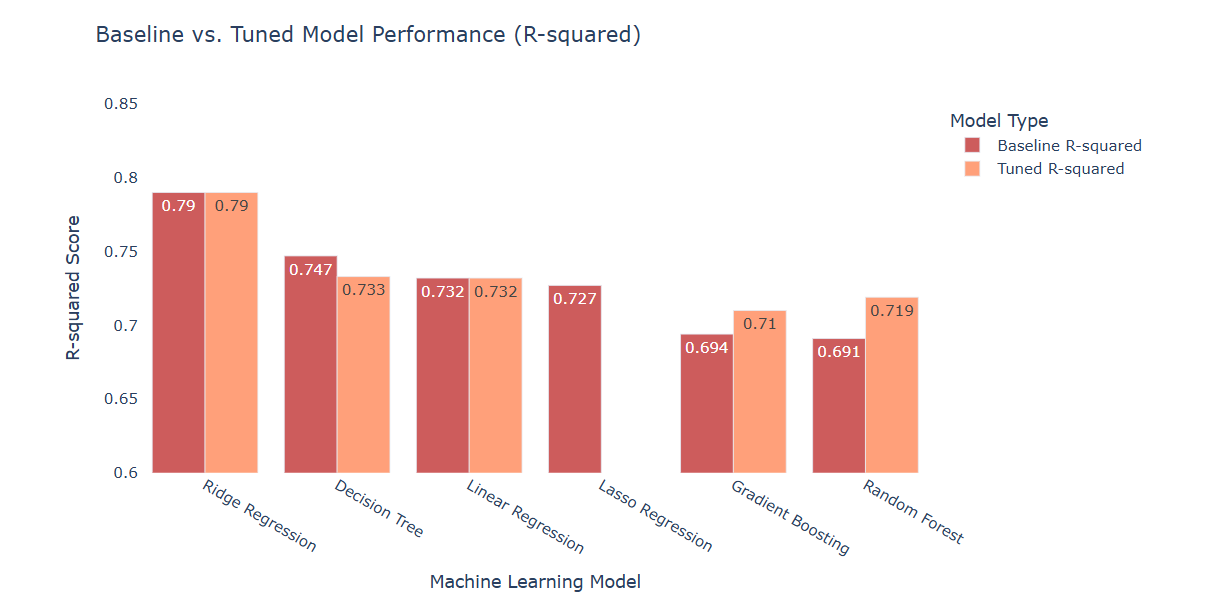 Baseline vs. Tuned Model Performance (R-squared)
0.85
0.8
0.75
0.7
0.65
0.6
R-squared Score
0.79
0.79
0.747
0.733
0.732
0.732
0.727
0.694
0.71
0.691
0.719
Ridge Regression
Decision Tree
Linear Regression
Lasso Regression
Gradient Boosting
Random Forest
Machine Learning Model
Model Type
Baseline R-squared
Tuned R-squared